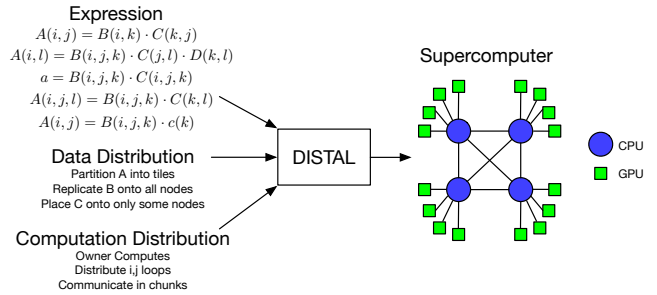 Expression
A(i, j) = B(i, k) · C(k, j)
A(i, l) = B(i, j, k) · C(j, l) · D(k, l)
a = B(i, j, k) · C(i, j, k)
A(i, j, l) = B(i, j, k) · C(k, l)
A(i, j) = B(i, j, k) · c(k)
Data Distribution
Partition A into tiles
Replicate B onto all nodes
Place C onto only some nodes
Computation Distribution
Owner Computes
Distribute i,j loops
Communicate in chunks
DISTAL
Supercomputer
CPU
GPU